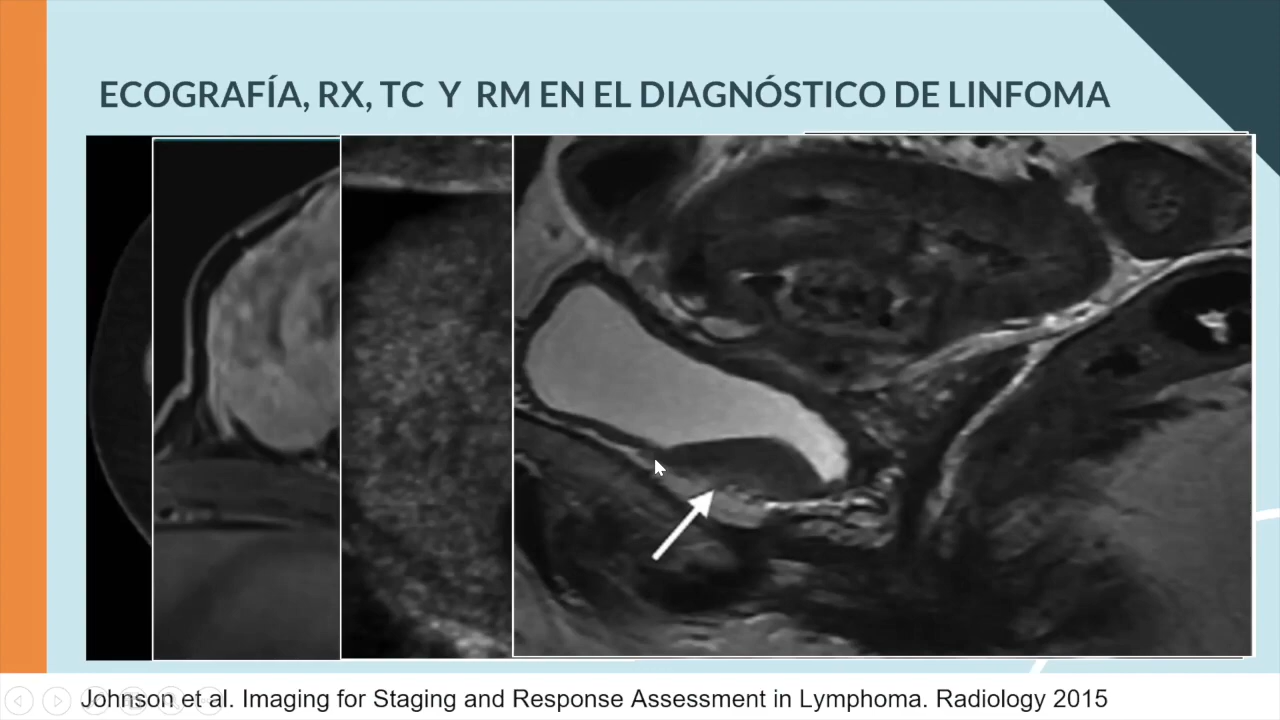 ECOGRAFÍA, RX, TC Y RM EN EL DIAGNÓSTICO DE LINFOMA
Johnson et al. Imaging for Staging and Response Assessment in Lymphoma. Radiology 2015